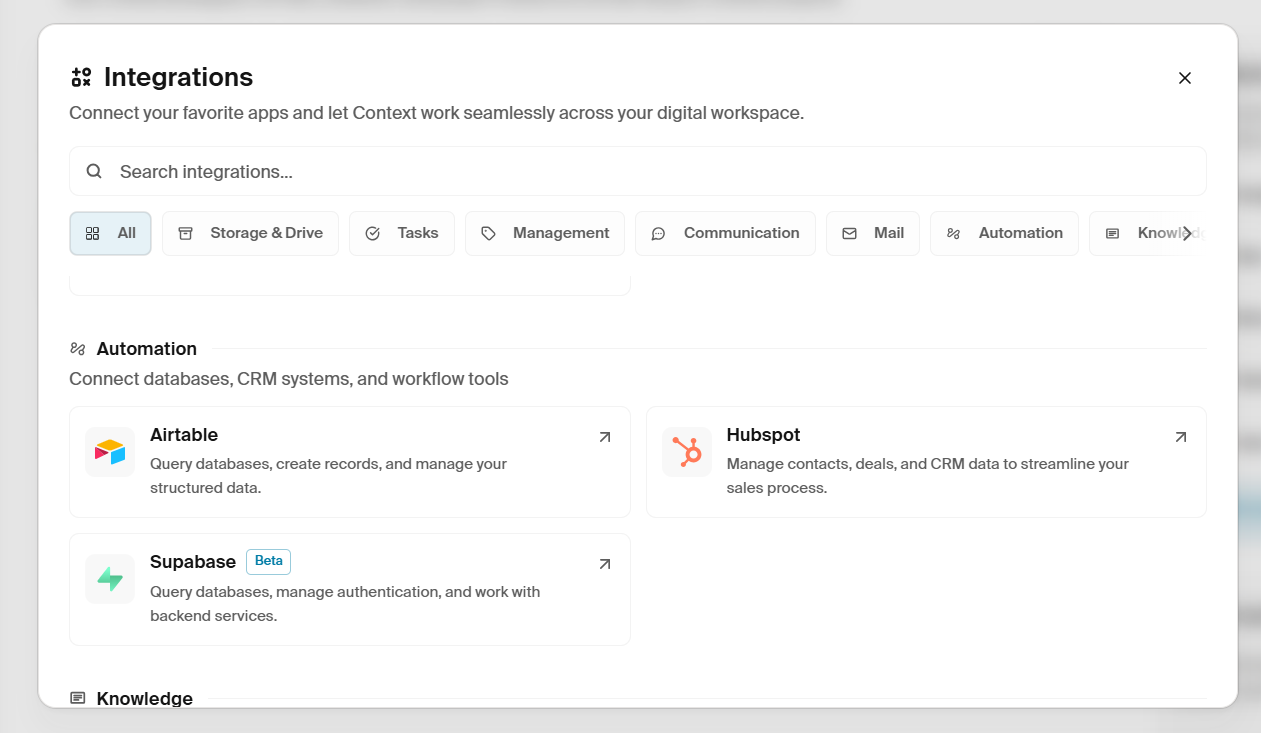 Integrations
Connect your favorite apps and let Context work seamlessly across your digital workspace.
Search integrations...
All
Storage & Drive
Tasks
Management
Communication
Mail
Automation
Automation
Connect databases, CRM systems, and workflow tools
Airtable
Query databases, create records, and manage your
structured data.
Hubspot
Manage contacts, deals, and CRM data to streamline your
sales process.
Supabase Beta
Query databases, manage authentication, and work with
backend services.
Knowledge